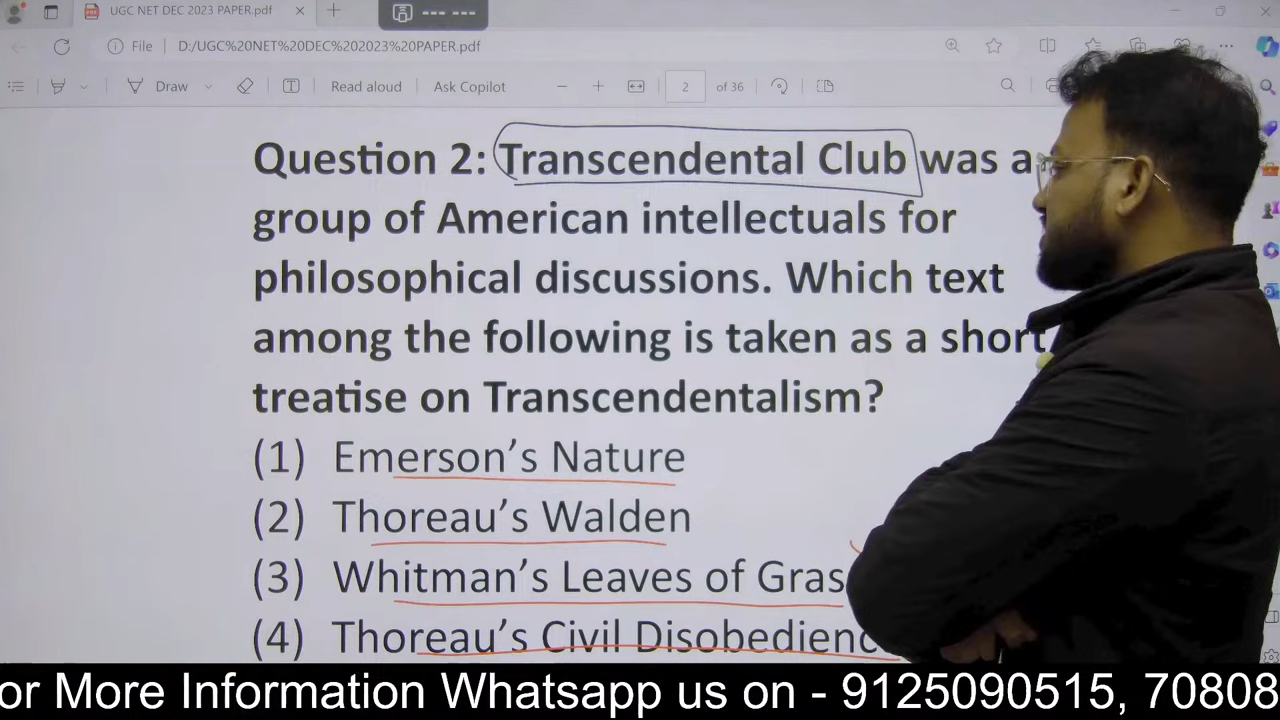 UGC NET DEC 2023 PAPER.pdf
File D:/UGC%20NET%20DEC%202023%20PAPER.pdf
Draw Read aloud Ask Copilot 2 of 36
Question 2: Transcendental Club was a
group of American intellectuals for
philosophical discussions. Which text
among the following is taken as a short
treatise on Transcendentalism?
(1) Emerson's Nature
(2) Thoreau's Walden
(3) Whitman's Leaves of Gras
(4) Thoreau's Civil Disobedienc
or More Information Whatsapp us on - 9125090515, 70808